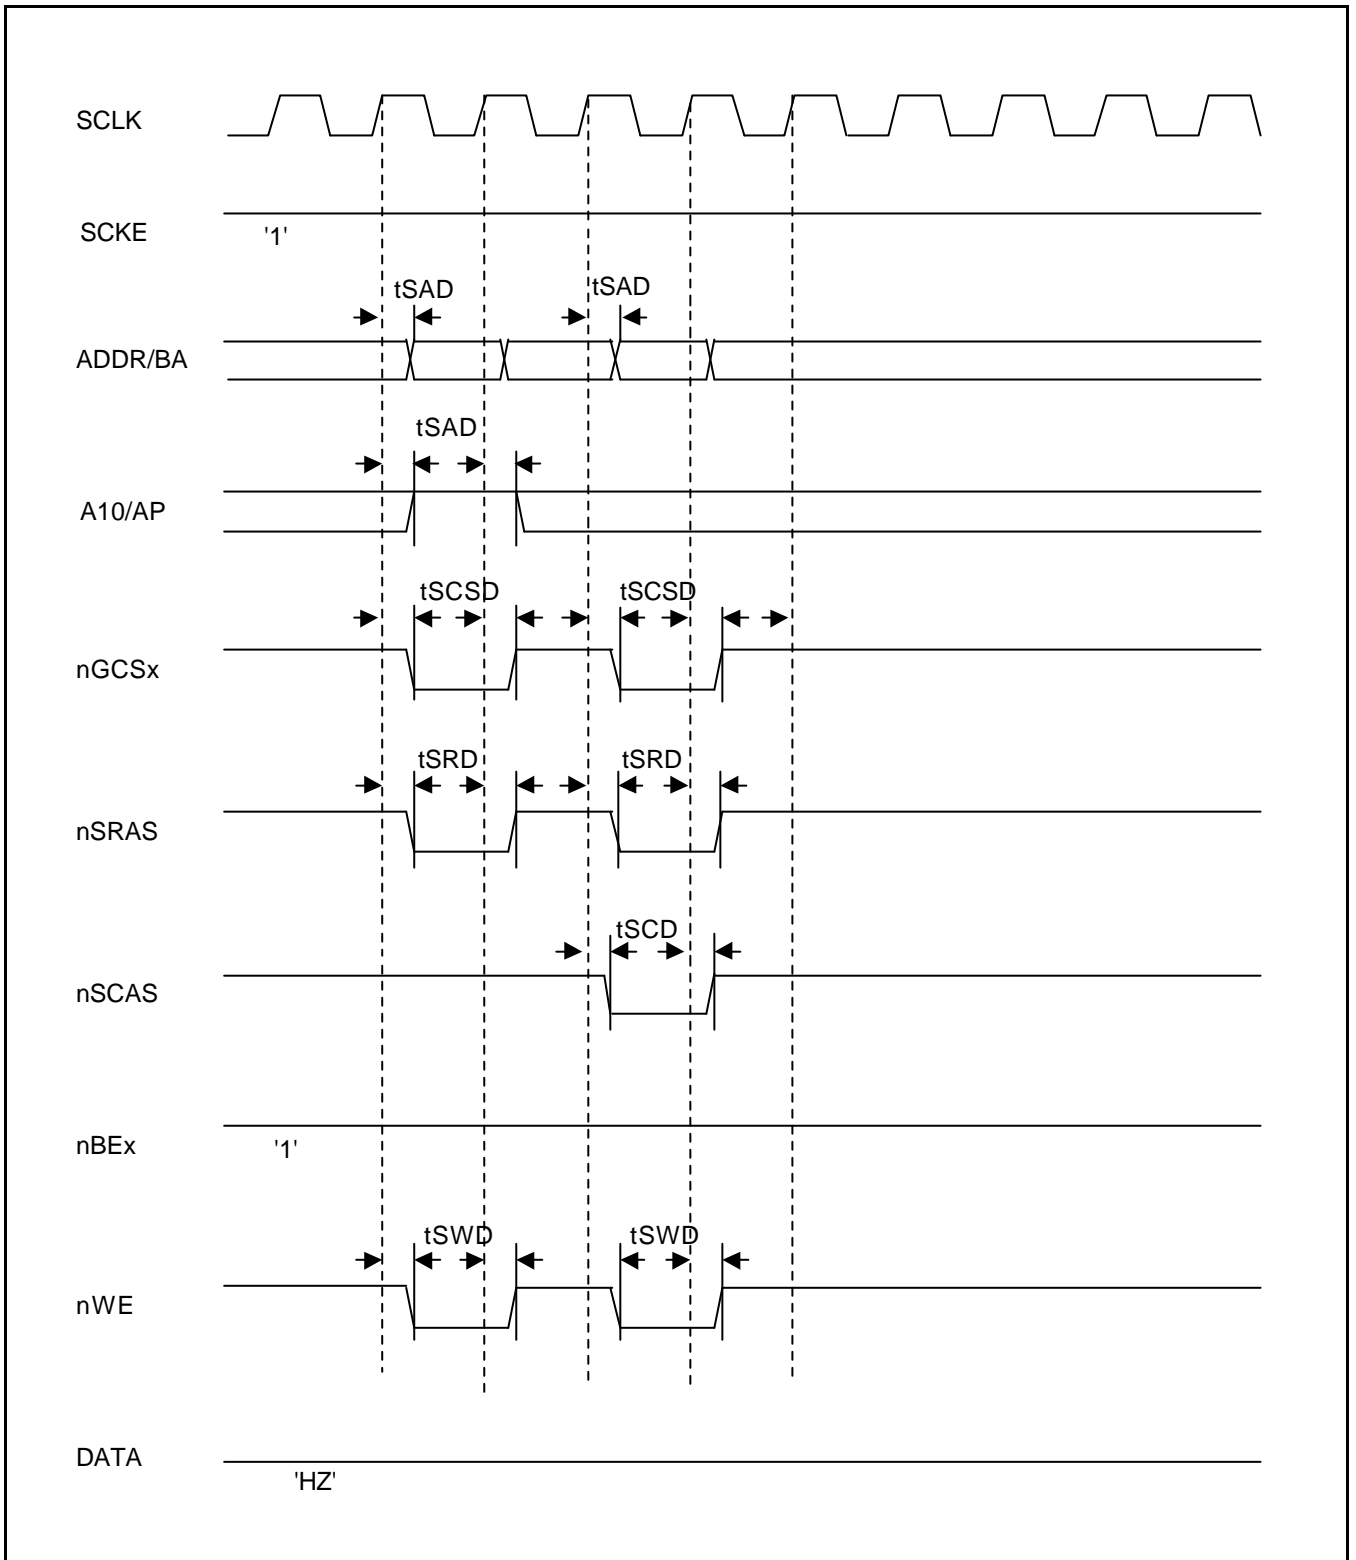 SCLK
SCKE
'1'
tSAD tSAD
ADDR/BA
tSAD
A10/AP
tSCSD tSCSD
nGCSx
tSRD tSRD
nSRAS
tSCD
nSCAS
nBEx
'1'
tSWD tSWD
nWE
DATA
'HZ'